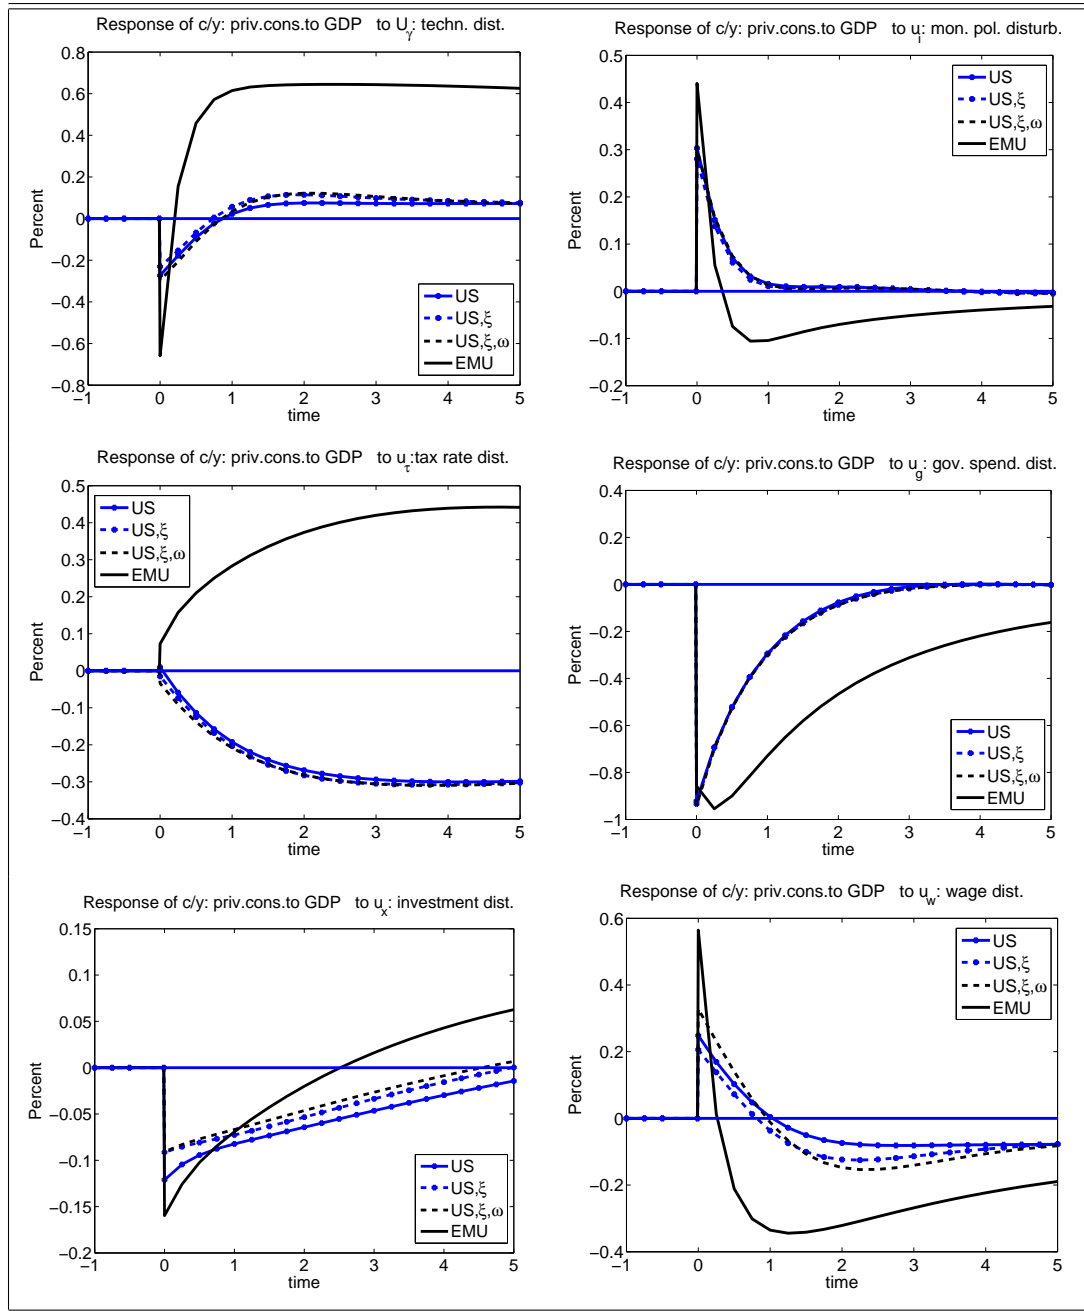 Response of c/y: priv.cons.to GDP to Uγ: techn. dist.
Percent
0.8
0.6
0.4
0.2
0
−0.2
−0.4
−0.6
−0.8
US
US,ξ
US,ξ,ω
EMU
−1 0 1 2 3 4 5
time
Response of c/y: priv.cons.to GDP to ui: mon. pol. disturb.
Percent
0.5
0.4
0.3
0.2
0.1
0
−0.1
−0.2
US
US,ξ
US,ξ,ω
EMU
−1 0 1 2 3 4 5
time
Response of c/y: priv.cons.to GDP to uτ:tax rate dist.
Percent
0.5
0.4
0.3
0.2
0.1
0
−0.1
−0.2
−0.3
−0.4
US
US,ξ
US,ξ,ω
EMU
−1 0 1 2 3 4 5
time
Response of c/y: priv.cons.to GDP to ug: gov. spend. dist.
Percent
0.4
0.2
0
−0.2
−0.4
−0.6
−0.8
−1
US
US,ξ
US,ξ,ω
EMU
−1 0 1 2 3 4 5
time
Response of c/y: priv.cons.to GDP to ux: investment dist.
Percent
0.15
0.1
0.05
0
−0.05
−0.1
−0.15
−0.2
US
US,ξ
US,ξ,ω
EMU
−1 0 1 2 3 4 5
time
Response of c/y: priv.cons.to GDP to uw: wage dist.
Percent
0.6
0.4
0.2
0
−0.2
−0.4
US
US,ξ
US,ξ,ω
EMU
−1 0 1 2 3 4 5
time